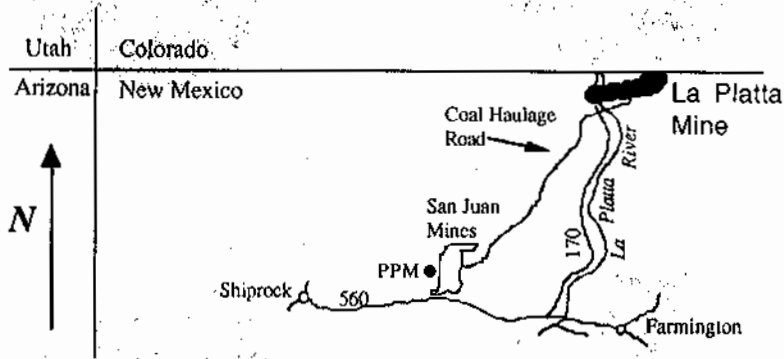 Utah
Colorado
Arizona
New Mexico
La Platta
Mine
Coal Haulage
Road
River
Platta
La
170
N
San Juan
Mines
PPM
Shiprock
560
Farmington